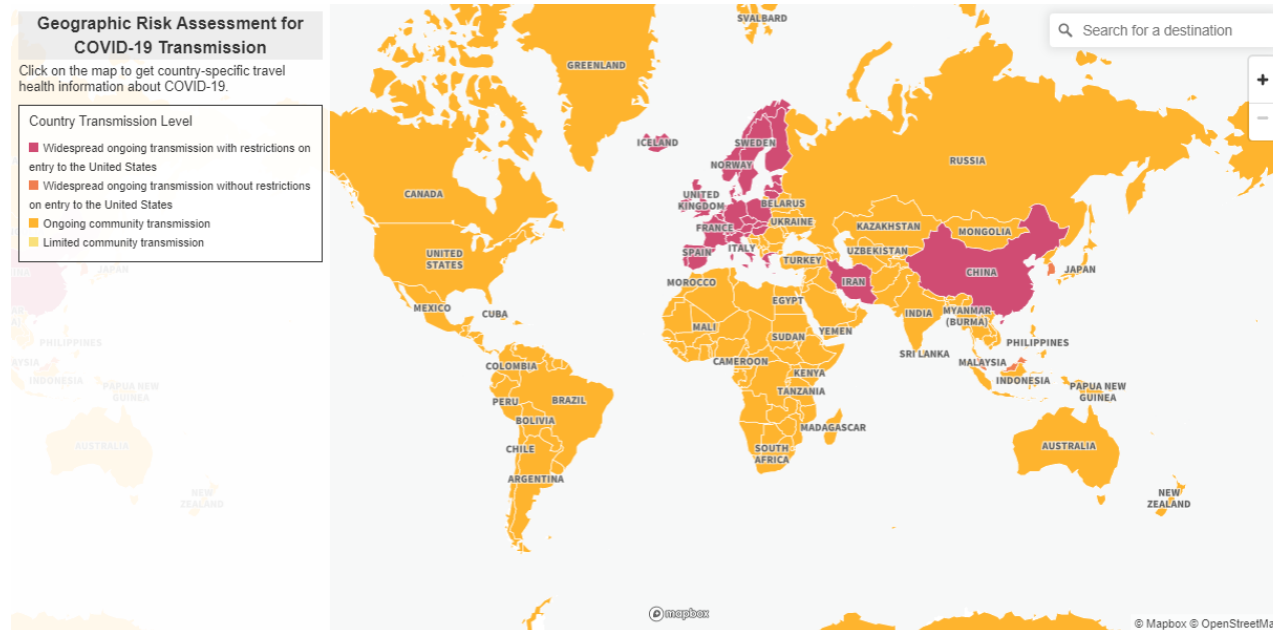 Geographic Risk Assessment for
COVID-19 Transmission
Click on the map to get country-specific travel
health information about COVID-19.
Country Transmission Level
Widespread ongoing transmission with restrictions on
entry to the United States
Widespread ongoing transmission without restrictions
on entry to the United States
Ongoing community transmission
Limited community transmission
JAPAN
PHILIPPINES
INDONESIA
PAPUA NEW
GUINEA
AUSTRALIA
NEW
ZEALAND
Search for a destination
+
−
SVALBARD
GREENLAND
ICELAND
SWEDEN
NORWAY
RUSSIA
CANADA
UNITED
KINGDOM
BELARUS
UKRAINE
FRANCE
KAZAKHSTAN
MONGOLIA
UNITED
STATES
SPAIN
ITALY
UZBEKISTAN
TURKEY
JAPAN
CHINA
IRAN
MOROCCO
MEXICO
CUBA
EGYPT
INDIA
MYANMAR
(BURMA)
MALI
SUDAN
YEMEN
PHILIPPINES
SRI LANKA
COLOMBIA
CAMEROON
MALAYSIA
KENYA
INDONESIA
TANZANIA
PAPUA NEW
GUINEA
PERU
BRAZIL
BOLIVIA
MADAGASCAR
CHILE
SOUTH
AFRICA
AUSTRALIA
ARGENTINA
NEW
ZEALAND
mapbox
© Mapbox © OpenStreetMa